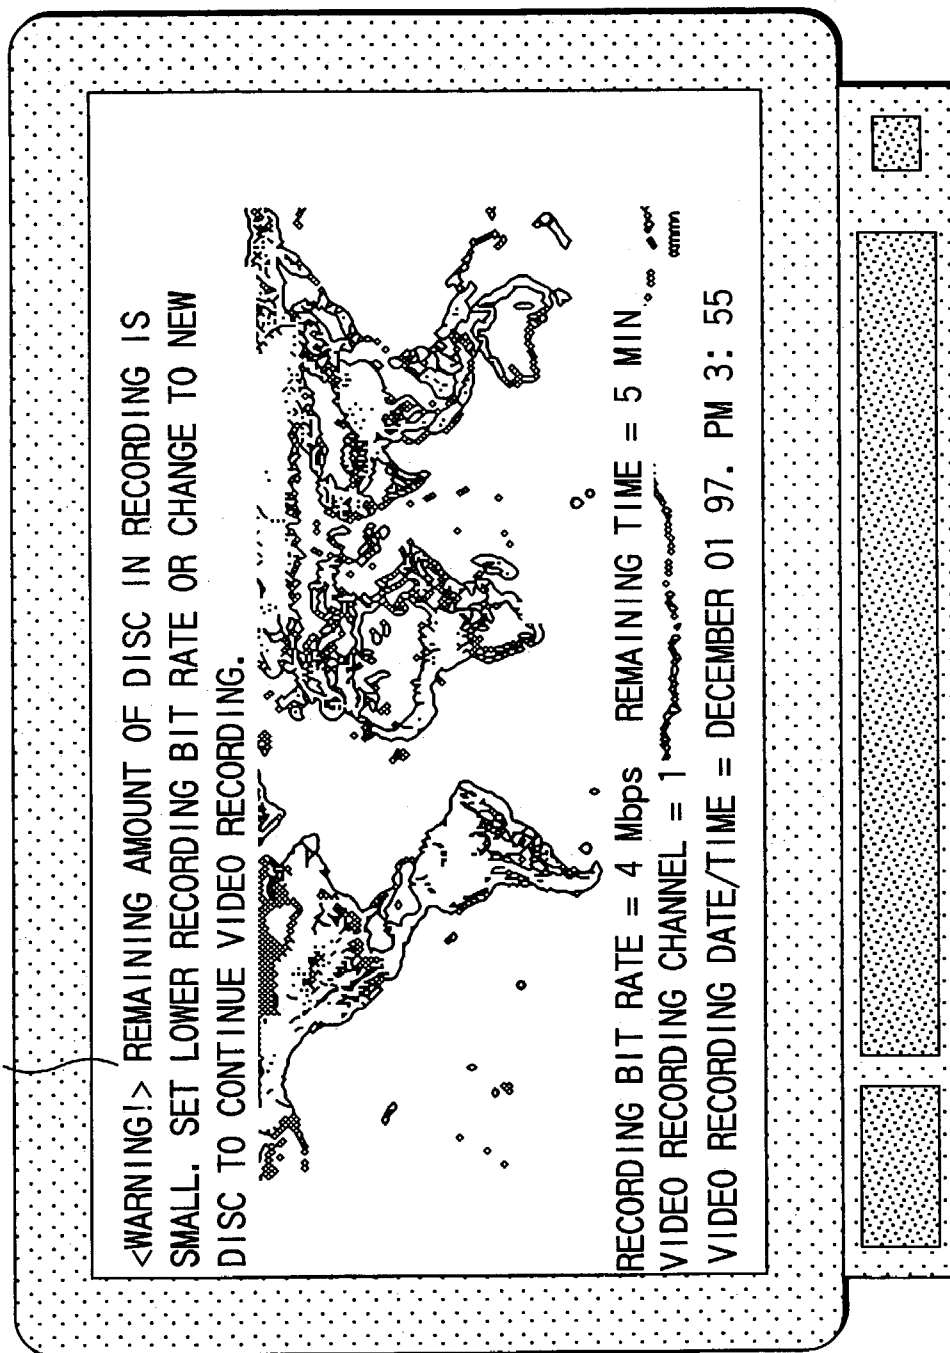 <WARNING!> REMAINING AMOUNT OF DISC IN RECORDING IS
SMALL. SET LOWER RECORDING BIT RATE OR CHANGE TO NEW
DISC TO CONTINUE VIDEO RECORDING.
RECORDING BIT RATE = 4 Mbps REMAINING TIME = 5 MIN
VIDEO RECORDING CHANNEL = 1
VIDEO RECORDING DATE/TIME = DECEMBER 01 97. PM 3: 55